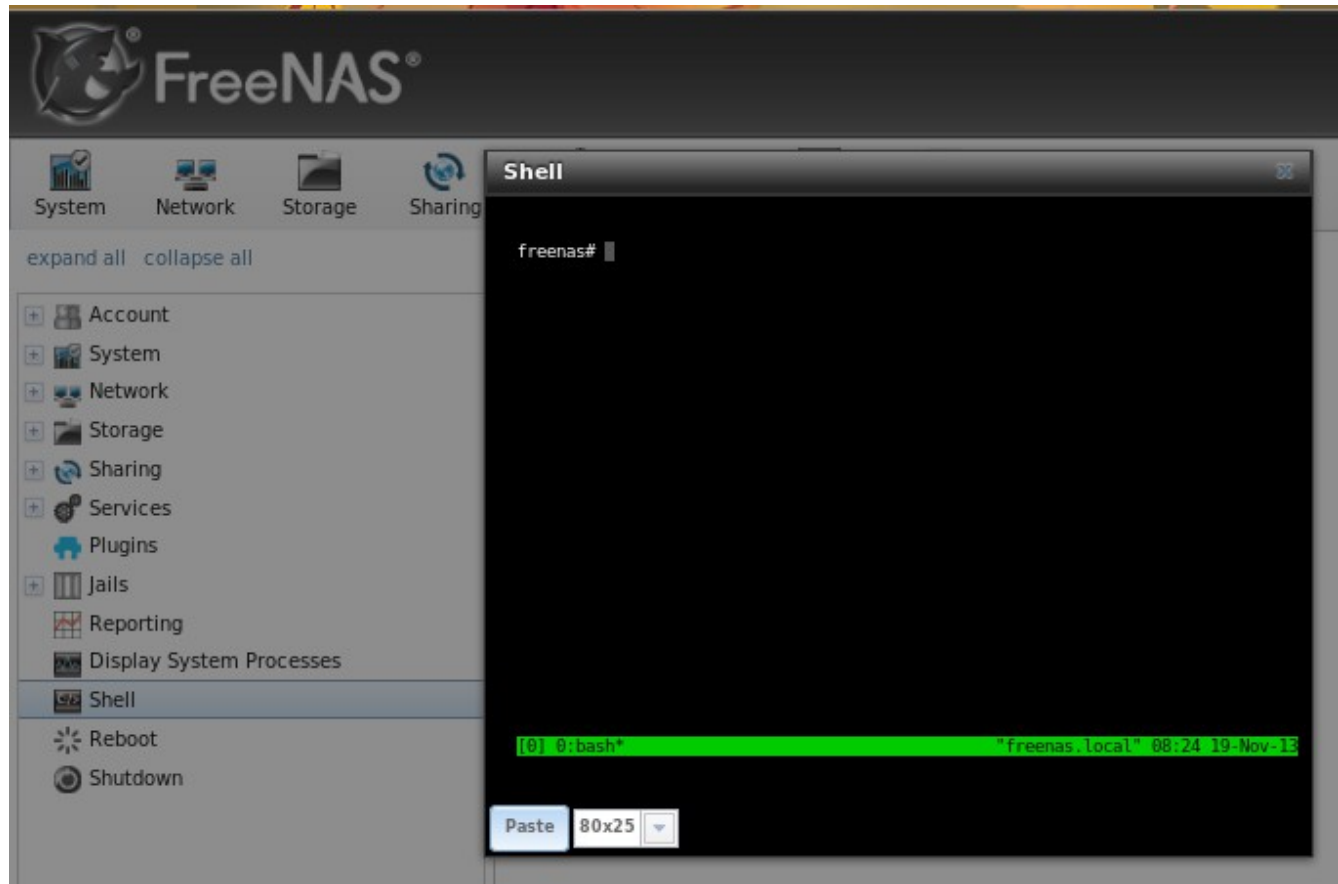 FreeNAS®
System Network Storage Sharing
Shell
expand all collapse all
freenas#
Account
System
Network
Storage
Sharing
Services
Plugins
Jails
Reporting
Display System Processes
Shell
Reboot
Shutdown
[0] 0:bash* "freenas.local" 08:24 19-Nov-13
Paste 80x25